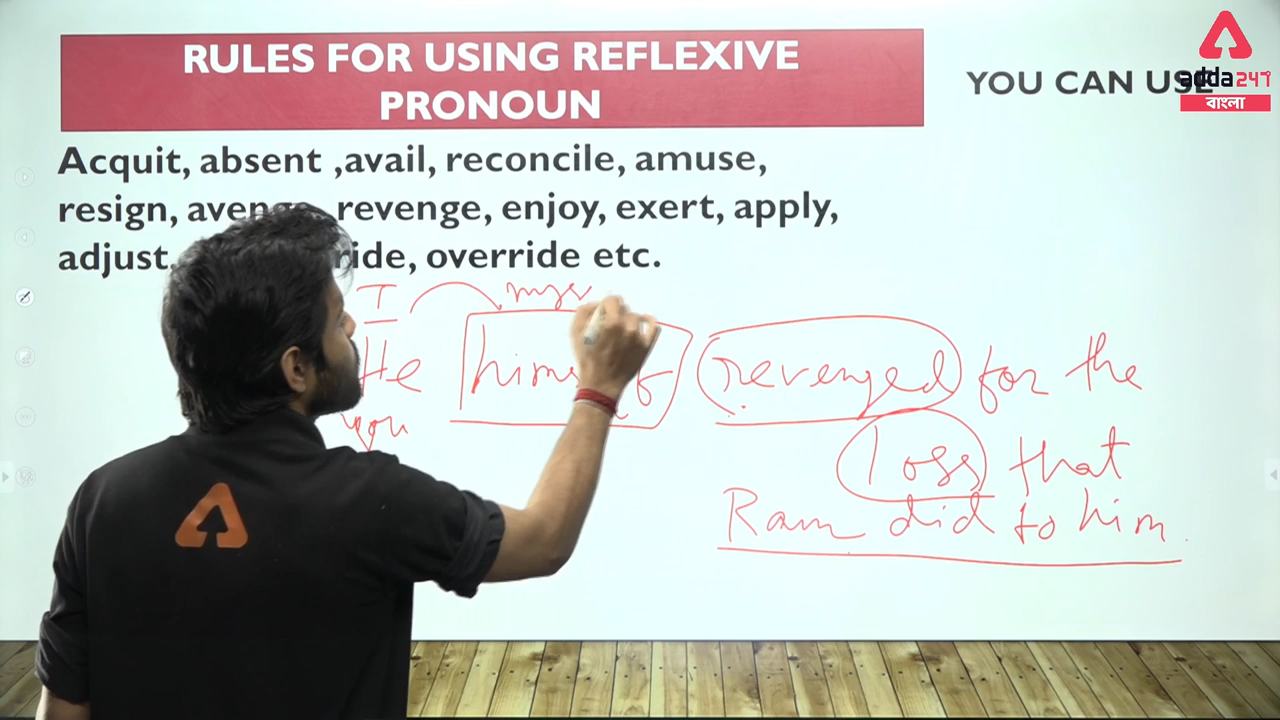 RULES FOR USING REFLEXIVE
PRONOUN
YOU CAN USE
adda247
বাংলা
Acquit, absent ,avail, reconcile, amuse,
resign, revenge, enjoy, exert, apply,
adjust, override etc.
I
He revenged for the
you
loss that
Ram did to him.